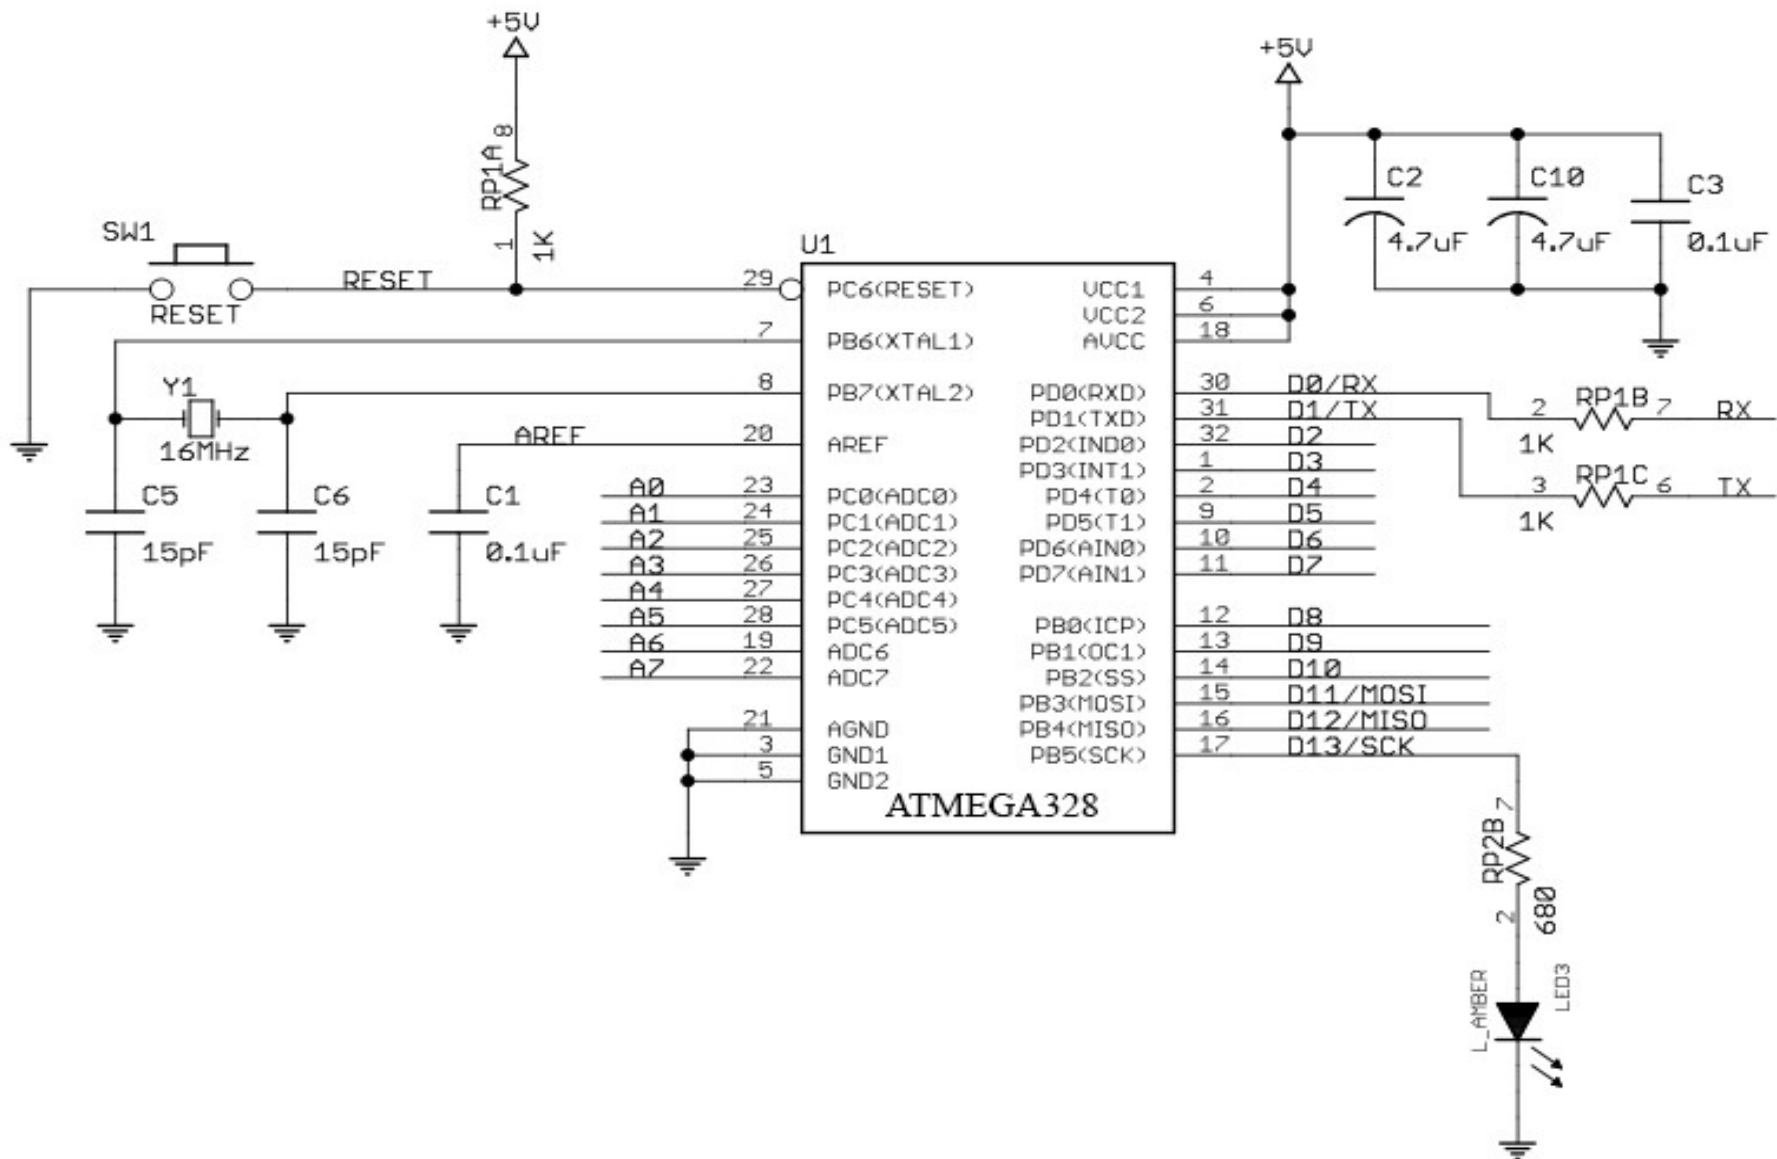 +5V
+5V
8
RP1A
1
1K
C2
4.7uF
C10
4.7uF
C3
0.1uF
SW1
RESET
RESET
U1
29 PC6(RESET)
7 PB6(XTAL1)
8 PB7(XTAL2)
20 AREF
AREF
Y1
16MHz
C5
15pF
C6
15pF
C1
0.1uF
A0 23 PC0(ADC0)
A1 24 PC1(ADC1)
A2 25 PC2(ADC2)
A3 26 PC3(ADC3)
A4 27 PC4(ADC4)
A5 28 PC5(ADC5)
A6 19 ADC6
A7 22 ADC7
21 AGND
3 GND1
5 GND2
VCC1 4
VCC2 6
AVCC 18
PD0(RXD) 30 D0/RX
PD1(TXD) 31 D1/TX
PD2(IND0) 32 D2
PD3(INT1) 1 D3
PD4(T0) 2 D4
PD5(T1) 9 D5
PD6(AIN0) 10 D6
PD7(AIN1) 11 D7
PB0(ICP) 12 D8
PB1(OC1) 13 D9
PB2(SS) 14 D10
PB3(MOSI) 15 D11/MOSI
PB4(MISO) 16 D12/MISO
PB5(SCK) 17 D13/SCK
ATMEGA328
2 RP1B 7 RX
1K
3 RP1C 6 TX
1K
7
RP2B
2
680
L_AMBER
LED3